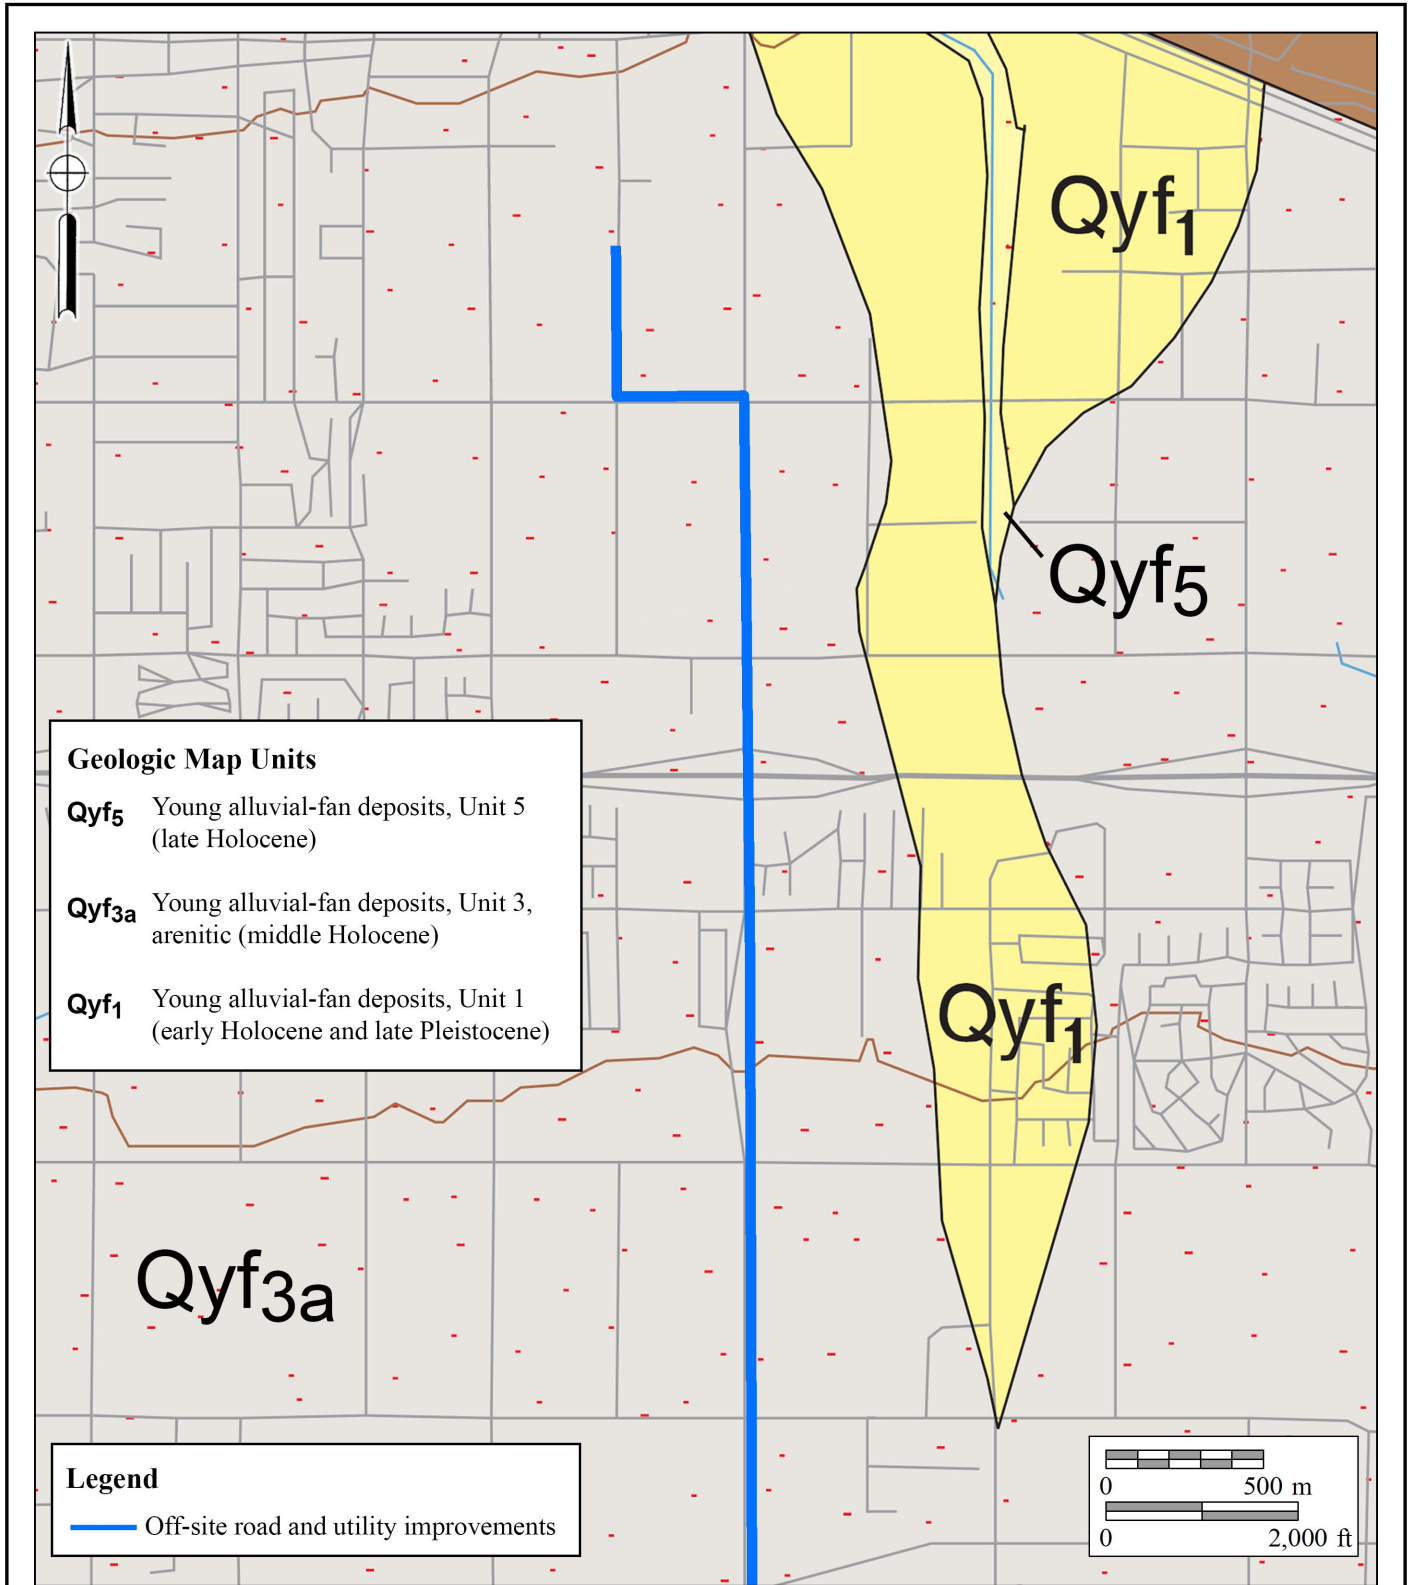 Qyf1
Qyf5
Geologic Map Units
Qyf5 Young alluvial-fan deposits, Unit 5
(late Holocene)
Qyf3a Young alluvial-fan deposits, Unit 3,
arenitic (middle Holocene)
Qyf1 Young alluvial-fan deposits, Unit 1
(early Holocene and late Pleistocene)
Qyf1
Qyf3a
Legend
Off-site road and utility improvements
0 500 m
0 2,000 ft